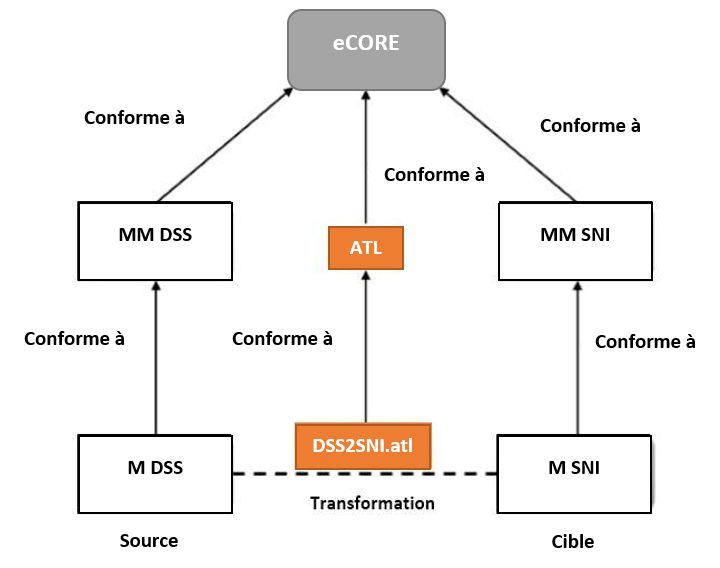 eCORE
Conforme à
Conforme à
Conforme à
MM DSS
ATL
MM SNI
Conforme à
Conforme à
Conforme à
M DSS
DSS2SNI.atl
M SNI
Transformation
Source
Cible